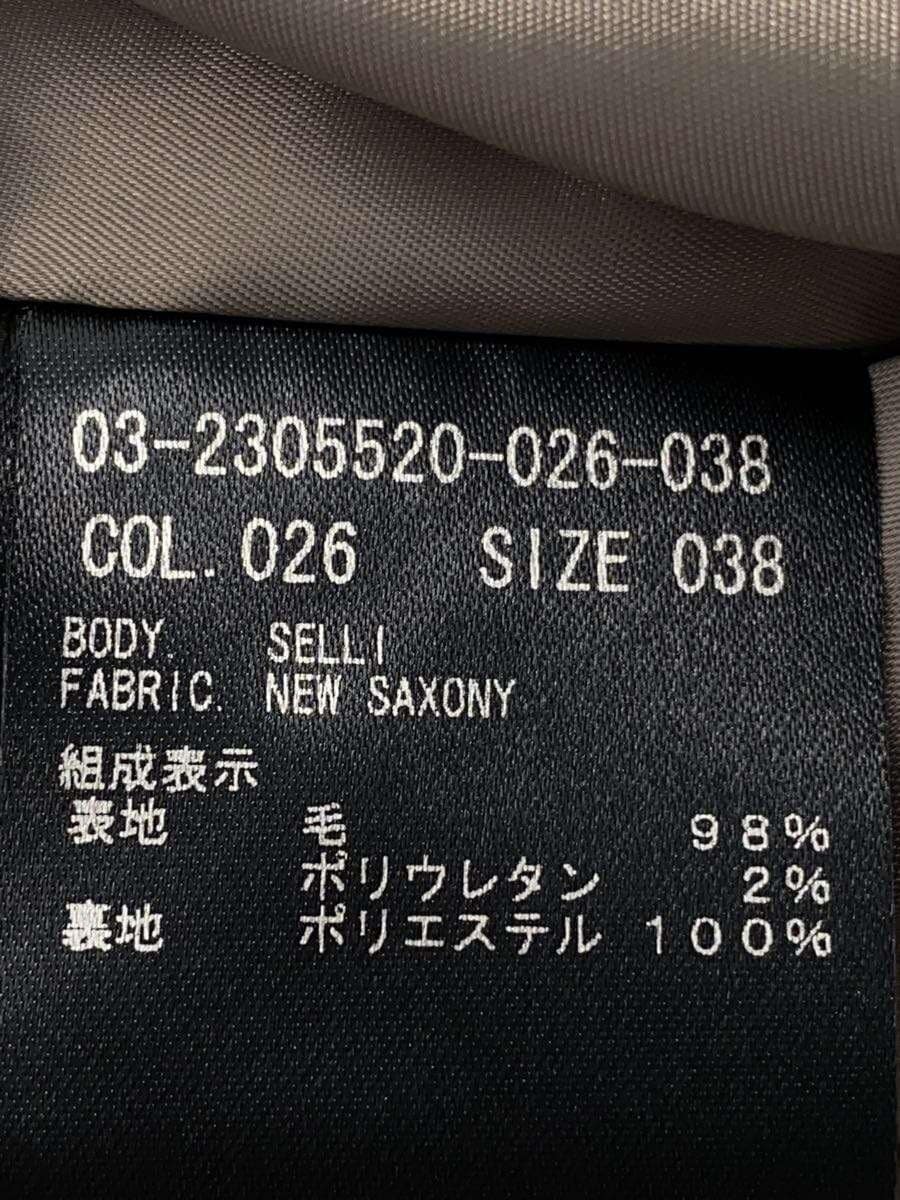 03-2305520-026-038
COL. 026 SIZE 038
BODY. SELLI
FABRIC. NEW SAXONY
組成表示
表地 毛 98%
ポリウレタン 2%
裏地 ポリエステル 100%